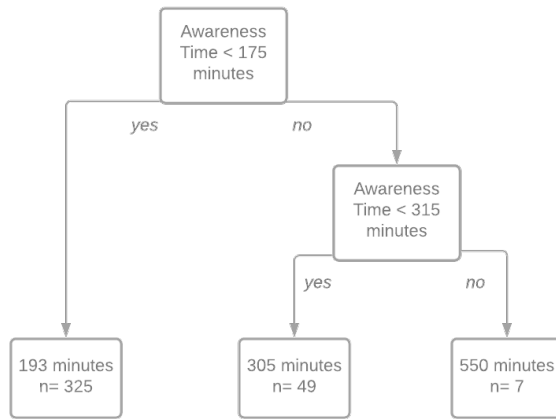 Awareness
Time < 175
minutes
yes
no
Awareness
Time < 315
minutes
yes
no
193 minutes
n= 325
305 minutes
n= 49
550 minutes
n= 7